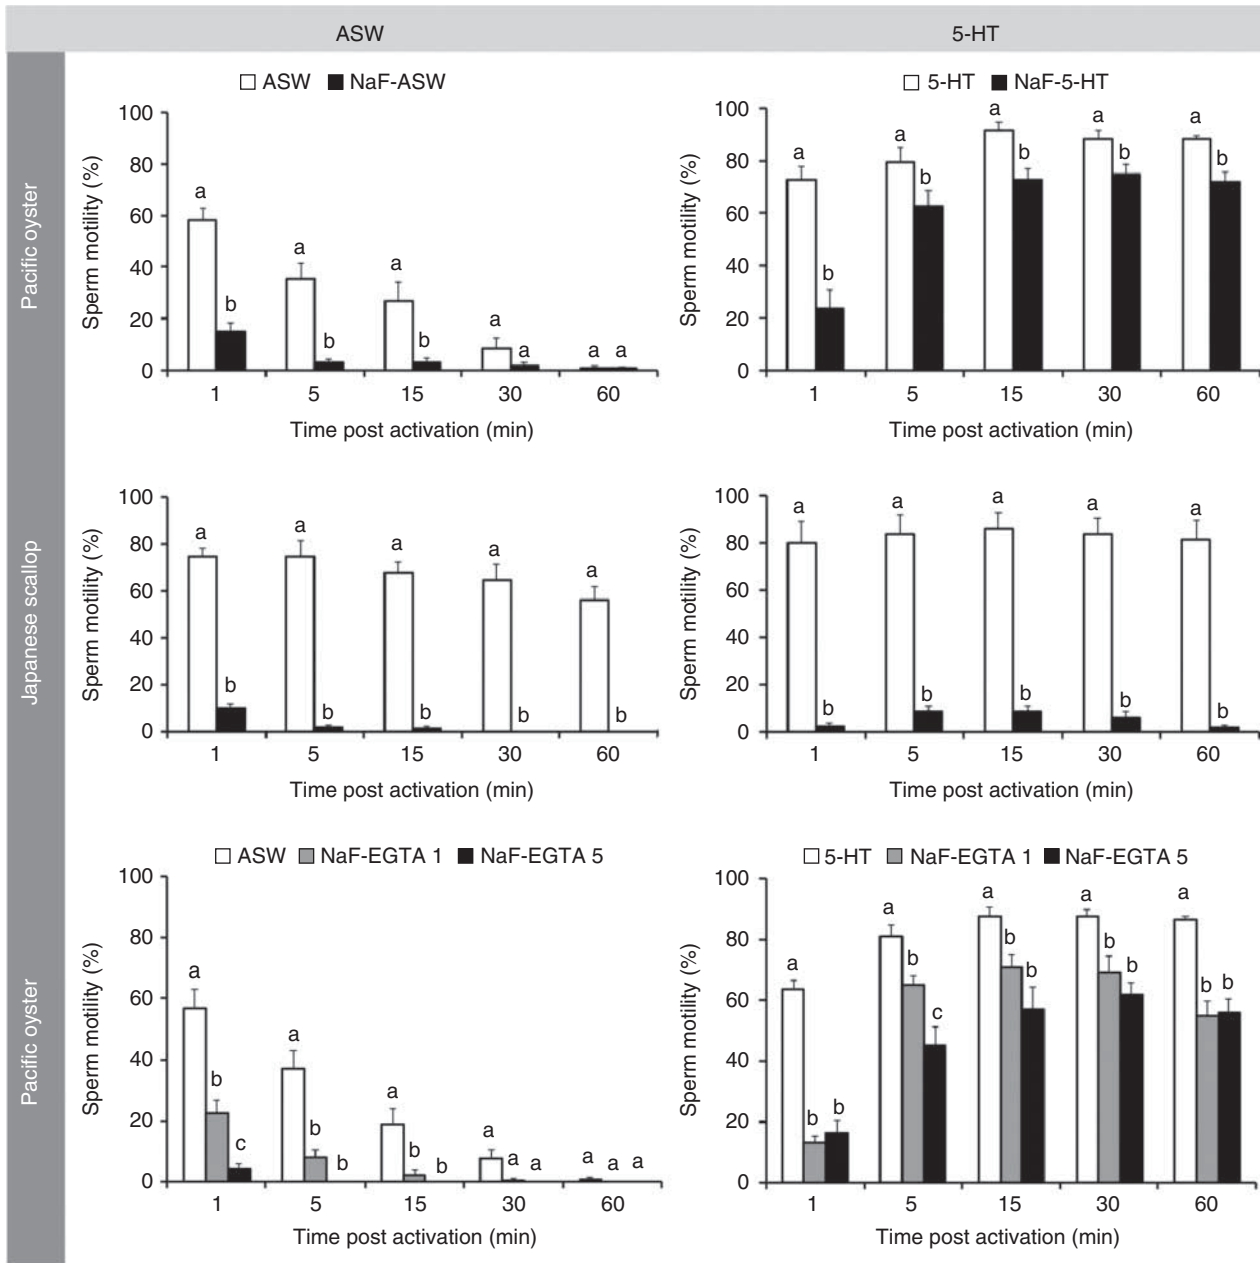 ASW 5-HT
Pacific oyster
ASW NaF-ASW
Sperm motility (%)
100
80
60
40
20
0
a b a b a b a a a a
1 5 15 30 60
Time post activation (min)
5-HT NaF-5-HT
Sperm motility (%)
100
80
60
40
20
0
a b a b a b a b a b
1 5 15 30 60
Time post activation (min)
Japanese scallop
Sperm motility (%)
100
80
60
40
20
0
a b a b a b a b a b
1 5 15 30 60
Time post activation (min)
Sperm motility (%)
100
80
60
40
20
0
a b a b a b a b a b
1 5 15 30 60
Time post activation (min)
Pacific oyster
ASW NaF-EGTA 1 NaF-EGTA 5
Sperm motility (%)
100
80
60
40
20
0
a b c a b b a b b a a a a a a
1 5 15 30 60
Time post activation (min)
5-HT NaF-EGTA 1 NaF-EGTA 5
Sperm motility (%)
100
80
60
40
20
0
a b b a b c a b b a b b a b b
1 5 15 30 60
Time post activation (min)